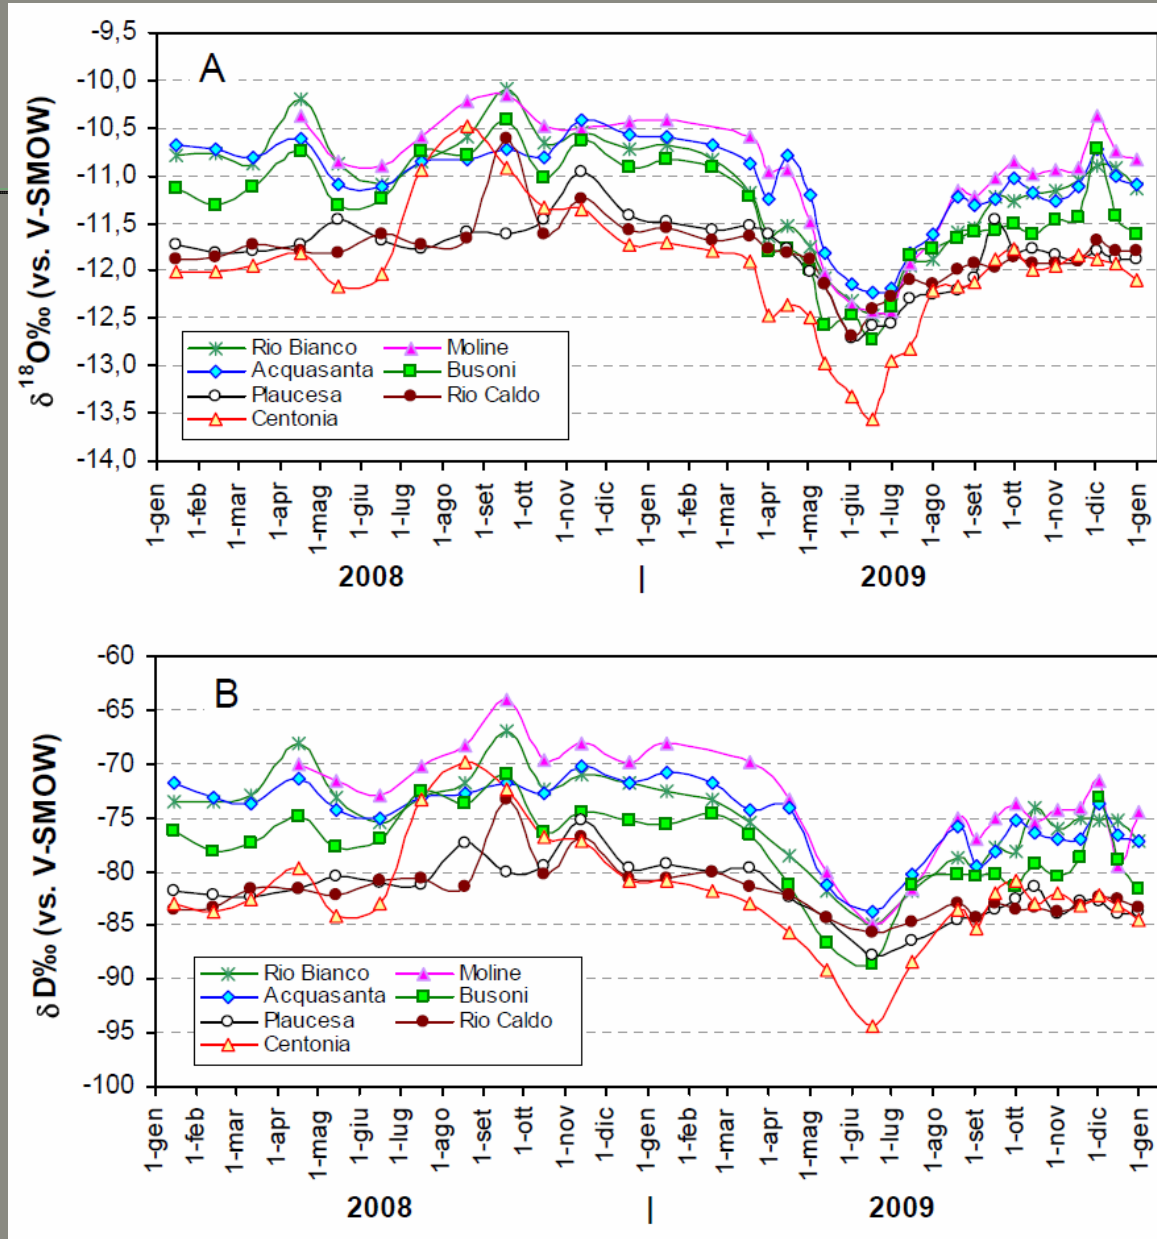 A
δ ¹⁸O‰ (vs. V-SMOW)
-9,5
-10,0
-10,5
-11,0
-11,5
-12,0
-12,5
-13,0
-13,5
-14,0
Rio Bianco Moline
Acquasanta Busoni
Plaucesa Rio Caldo
Centonia
1-gen 1-feb 1-mar 1-apr 1-mag 1-giu 1-lug 1-ago 1-set 1-ott 1-nov 1-dic 1-gen 1-feb 1-mar 1-apr 1-mag 1-giu 1-lug 1-ago 1-set 1-ott 1-nov 1-dic 1-gen
2008 | 2009
B
δ D‰ (vs. V-SMOW)
-60
-65
-70
-75
-80
-85
-90
-95
-100
Rio Bianco Moline
Acquasanta Busoni
Plaucesa Rio Caldo
Centonia
1-gen 1-feb 1-mar 1-apr 1-mag 1-giu 1-lug 1-ago 1-set 1-ott 1-nov 1-dic 1-gen 1-feb 1-mar 1-apr 1-mag 1-giu 1-lug 1-ago 1-set 1-ott 1-nov 1-dic 1-gen
2008 | 2009